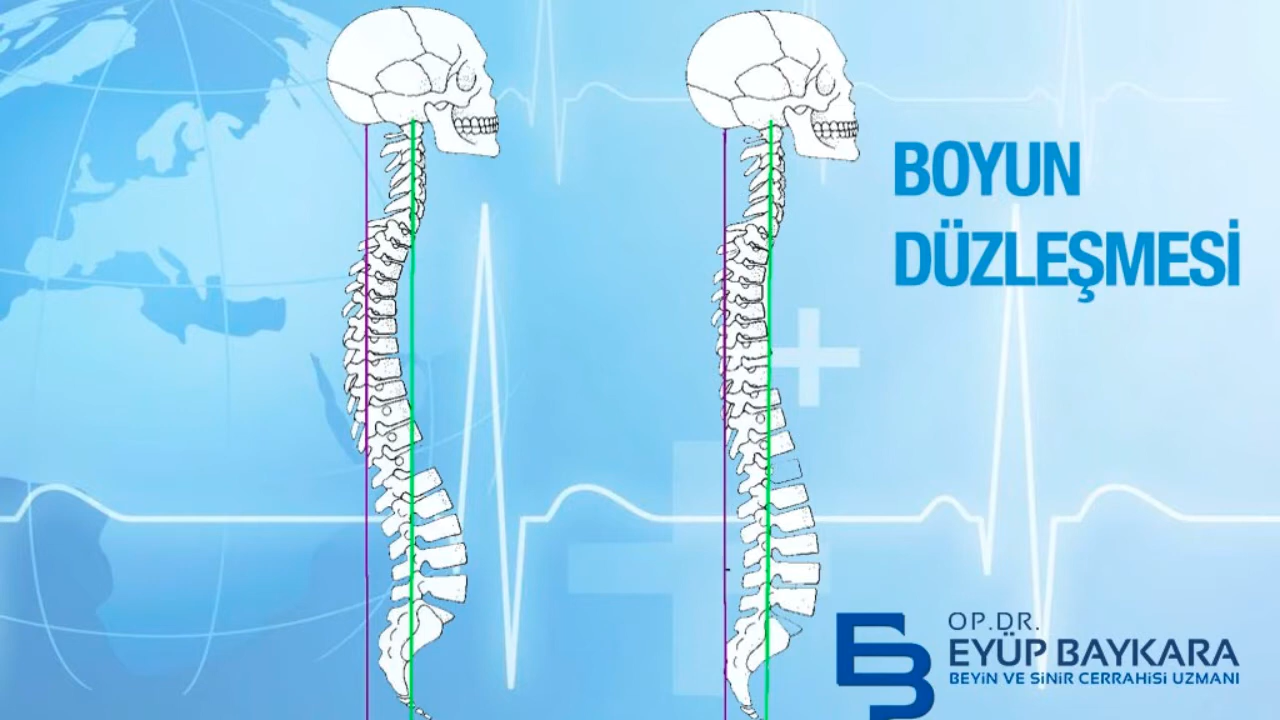 BOYUN
DÜZLEŞMESİ
OP.DR.
EYÜP BAYKARA
BEYİN VE SİNİR CERRAHİSİ UZMANI